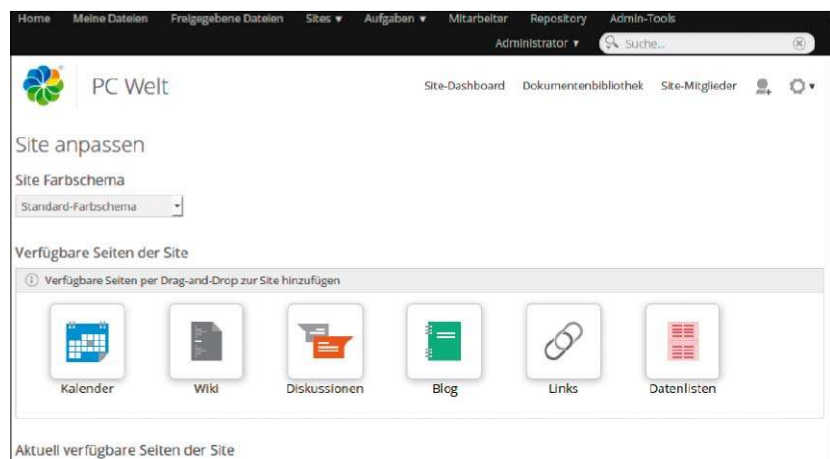 Home Meine Dateien Freigegebene Dateien Sites Aufgaben Mitarbeiter Repository Admin-Tools
Administrator Suche...
PC Welt Site-Dashboard Dokumentenbibliothek Site-Mitglieder
Site anpassen
Site Farbschema
Standard-Farbschema
Verfügbare Seiten der Site
Verfügbare Seiten per Drag-and-Drop zur Site hinzufügen
Kalender Wiki Diskussionen Blog Links Datenlisten
Aktuell verfügbare Seiten der Site